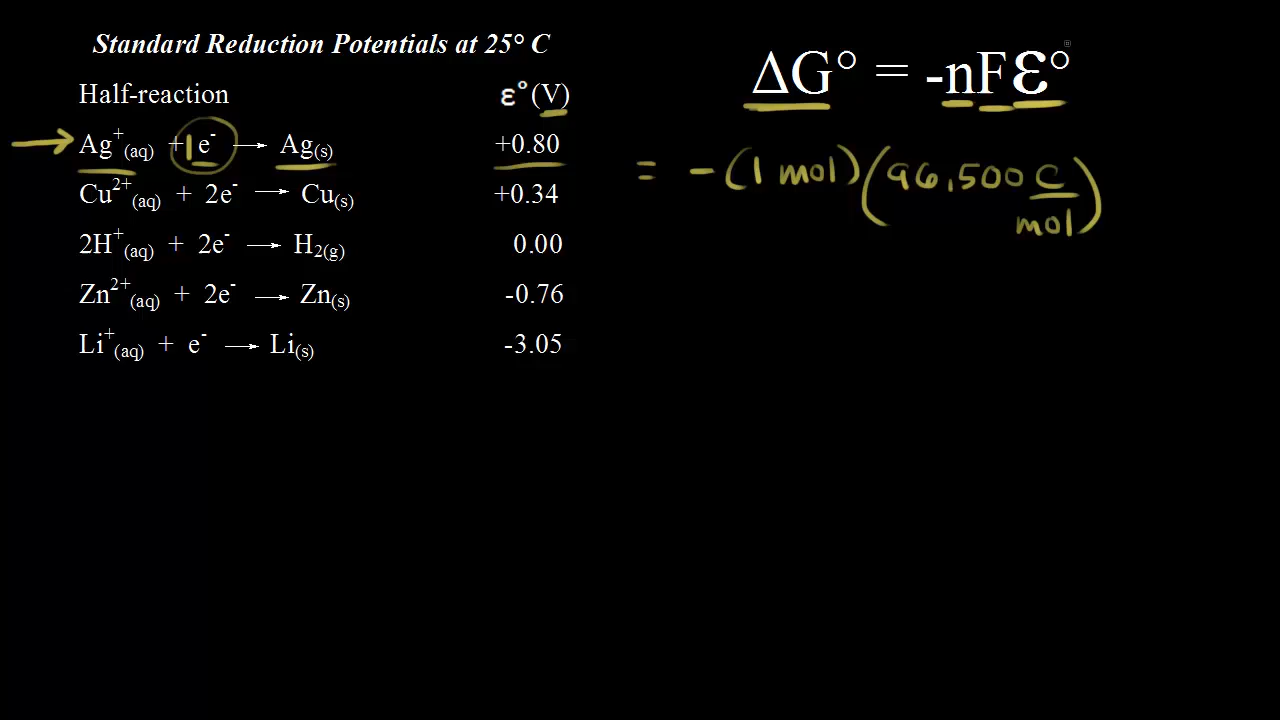 Standard Reduction Potentials at 25° C
Half-reaction ε° (V)
Ag⁺(aq) + 1 e⁻ → Ag(s) +0.80
Cu²⁺(aq) + 2e⁻ → Cu(s) +0.34
2H⁺(aq) + 2e⁻ → H₂(g) 0.00
Zn²⁺(aq) + 2e⁻ → Zn(s) -0.76
Li⁺(aq) + e⁻ → Li(s) -3.05
ΔG° = -nFε°
= - (1 mol) (96,500 C/mol)